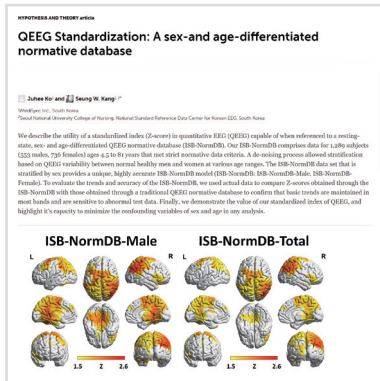 HYPOTHESIS AND THEORY article
QEEG Standardization: A sex-and age-differentiated
normative database
Juhee Ko¹ and Seung W. Kang
¹iMediSync Inc., South Korea
²Seoul National University College of Nursing, National Standard Reference Data Center for Korean EEG, South Korea
We describe the utility of a standardized index (Z-score) in quantitative EEG (QEEG) capable of when referenced to a resting-
state, sex- and age-differentiated QEEG normative database (ISB-NormDB). Our ISB-NormDB comprises data for 1,289 subjects
(553 males, 736 females) ages 4.5 to 81 years that met strict normative data criteria. A de-noising process allowed stratification
based on QEEG variability between normal healthy men and women at various age ranges. The ISB-NormDB data set that is
stratified by sex provides a unique, highly accurate ISB-NormDB model (ISB-NormDB: ISB-NormDB-Male, ISB-NormDB-
Female). To evaluate the trends and accuracy of the ISB-NormDB, we used actual data to compare Z-scores obtained through the
ISB-NormDB with those obtained through a traditional QEEG normative database to confirm that basic trends are maintained in
most bands and are sensitive to abnormal test data. Finally, we demonstrate the value of our standardized index of QEEG, and
highlight it's capacity to minimize the confounding variables of sex and age in any analysis.
ISB-NormDB-Male ISB-NormDB-Total
L R L R
1.5 Z 2.6 1.5 Z 2.6